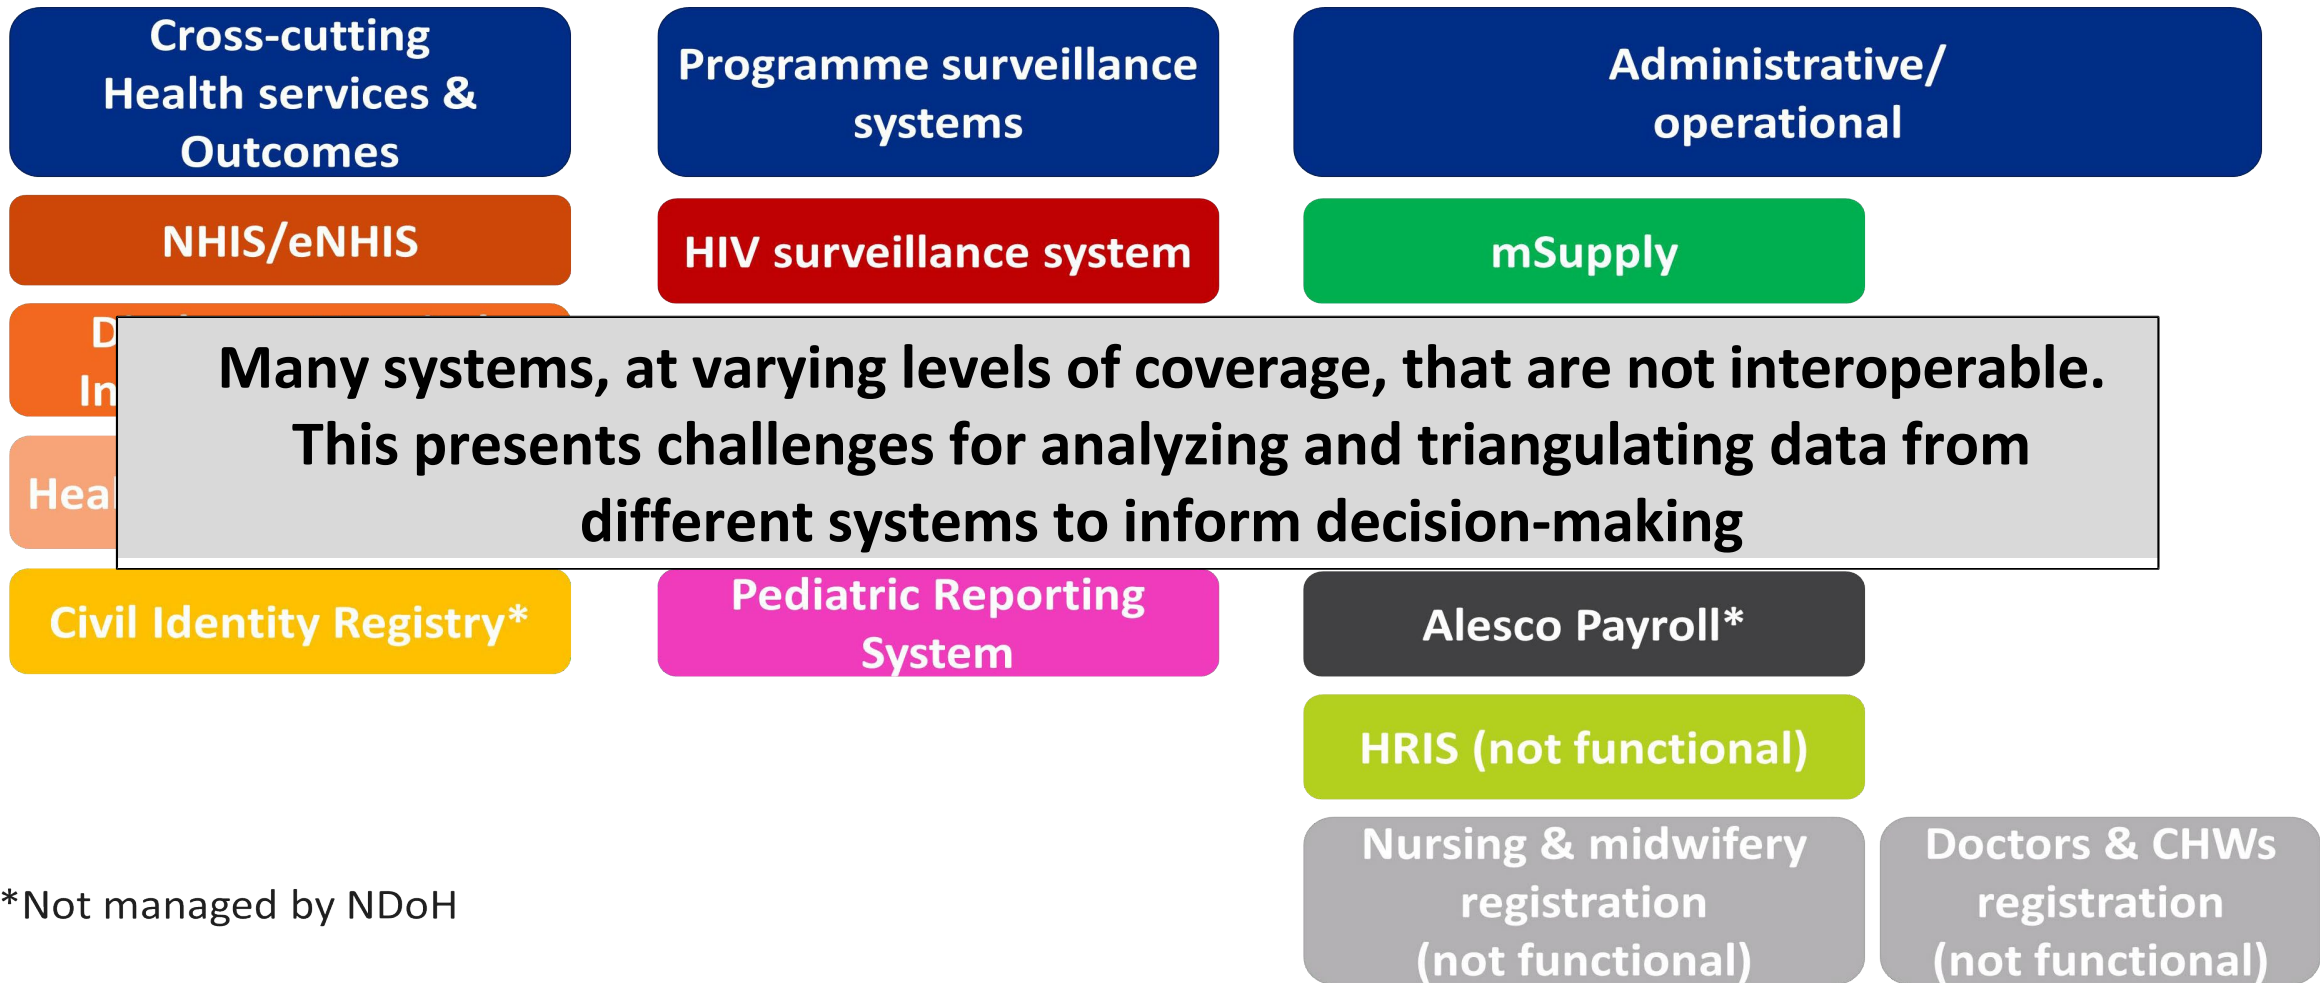 Cross-cutting
Health services &
Outcomes
Programme surveillance
systems
Administrative/
operational
NHIS/eNHIS
HIV surveillance system
mSupply
Many systems, at varying levels of coverage, that are not interoperable.
This presents challenges for analyzing and triangulating data from
different systems to inform decision-making
Civil Identity Registry*
Pediatric Reporting
System
Alesco Payroll*
HRIS (not functional)
Nursing & midwifery
registration
(not functional)
Doctors & CHWs
registration
(not functional)
*Not managed by NDoH